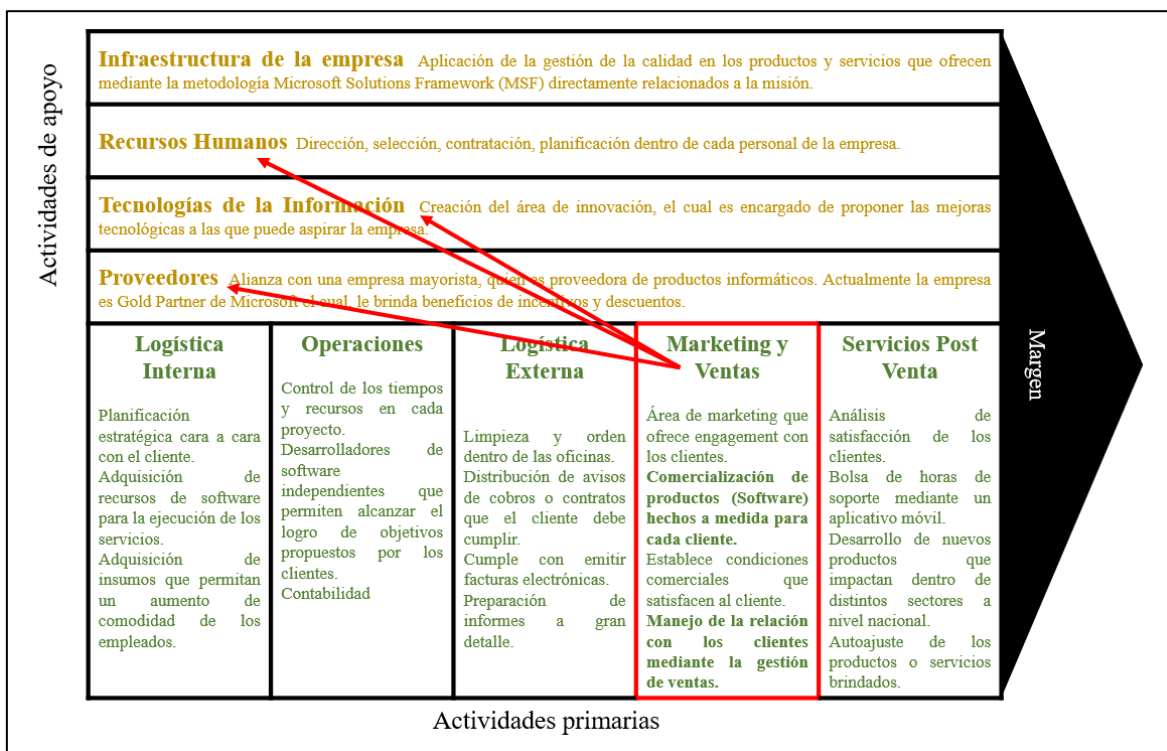 Actividades de apoyo
Infraestructura de la empresa Aplicación de la gestión de la calidad en los productos y servicios que ofrecen
mediante la metodología Microsoft Solutions Framework (MSF) directamente relacionados a la misión.
Recursos Humanos Dirección, selección, contratación, planificación dentro de cada personal de la empresa.
Tecnologías de la Información Creación del área de innovación, el cual es encargado de proponer las mejoras
tecnológicas a las que puede aspirar la empresa.
Proveedores Alianza con una empresa mayorista, quien es proveedora de productos informáticos. Actualmente la empresa
es Gold Partner de Microsoft el cual, le brinda beneficios de incentivos y descuentos.
Logística
Interna
Planificación
estratégica cara a cara
con el cliente.
Adquisición de
recursos de software
para la ejecución de los
servicios.
Adquisición de
insumos que permitan
un aumento de
comodidad de los
empleados.
Operaciones
Control de los tiempos
y recursos en cada
proyecto.
Desarrolladores de
software
independientes que
permiten alcanzar el
logro de objetivos
propuestos por los
clientes.
Contabilidad
Logística
Externa
Limpieza y orden
dentro de las oficinas.
Distribución de avisos
de cobros o contratos
que el cliente debe
cumplir.
Cumple con emitir
facturas electrónicas.
Preparación de
informes a gran
detalle.
Marketing y
Ventas
Área de marketing que
ofrece engagement con
los clientes.
Comercialización de
productos (Software)
hechos a medida para
cada cliente.
Establece condiciones
comerciales que
satisfacen al cliente.
Manejo de la relación
con los clientes
mediante la gestión
de ventas.
Servicios Post
Venta
Análisis de
satisfacción de los
clientes.
Bolsa de horas de
soporte mediante un
aplicativo móvil.
Desarrollo de nuevos
productos que
impactan dentro de
distintos sectores a
nivel nacional.
Autoajuste de los
productos o servicios
brindados.
Margen
Actividades primarias